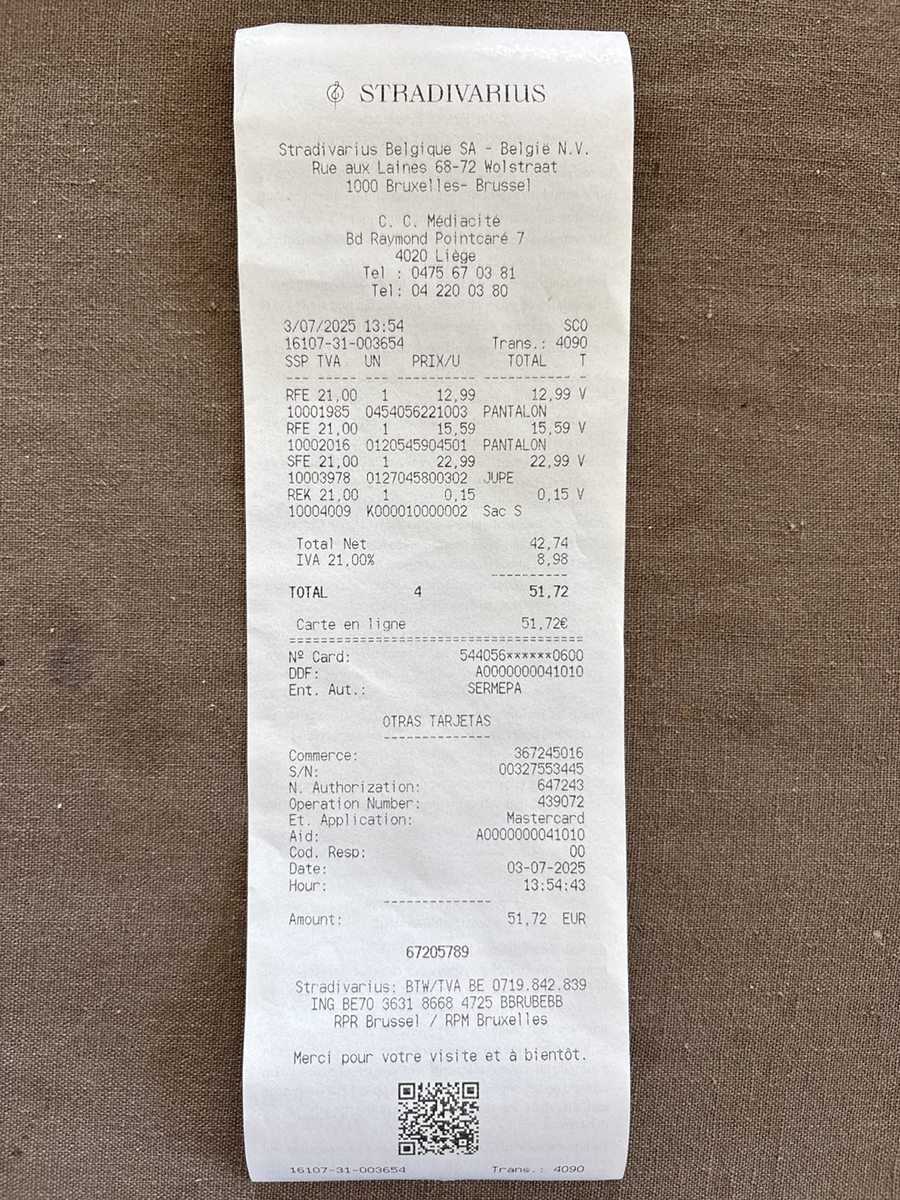 STRADIVARIUS
Stradivarius Belgique SA - België N.V.
Rue aux Laines 68-72 Wolstraat
1000 Bruxelles- Brussel
C. C. Médiacité
Bd Raymond Pointcaré 7
4020 Liège
Tel : 0475 67 03 81
Tel: 04 220 03 80
3/07/2025 13:54 SCO
16107-31-003654 Trans.: 4090
SSP TVA UN PRIX/U TOTAL T
--- ----- --- ---------- ----------- -
RFE 21,00 1 12,99 12,99 V
10001985 0454056221003 PANTALON
RFE 21,00 1 15,59 15,59 V
10002016 0120545904501 PANTALON
SFE 21,00 1 22,99 22,99 V
10003978 0127045800302 JUPE
REK 21,00 1 0,15 0,15 V
10004009 K000010000002 Sac S
Total Net 42,74
IVA 21,00% 8,98
----------
TOTAL 4 51,72
Carte en ligne 51,72€
======================================
Nº Card: 544056******0600
DDF: A0000000041010
Ent. Aut.: SERMEPA
OTRAS TARJETAS
--------------
Commerce: 367245016
S/N: 00327553445
N. Authorization: 647243
Operation Number: 439072
Et. Application: Mastercard
Aid: A0000000041010
Cod. Resp: 00
Date: 03-07-2025
Hour: 13:54:43
--------------
Amount: 51,72 EUR
67205789
Stradivarius: BTW/TVA BE 0719.842.839
ING BE70 3631 8668 4725 BBRUBEBB
RPR Brussel / RPM Bruxelles
Merci pour votre visite et à bientôt.
16107-31-003654 Trans.: 4090